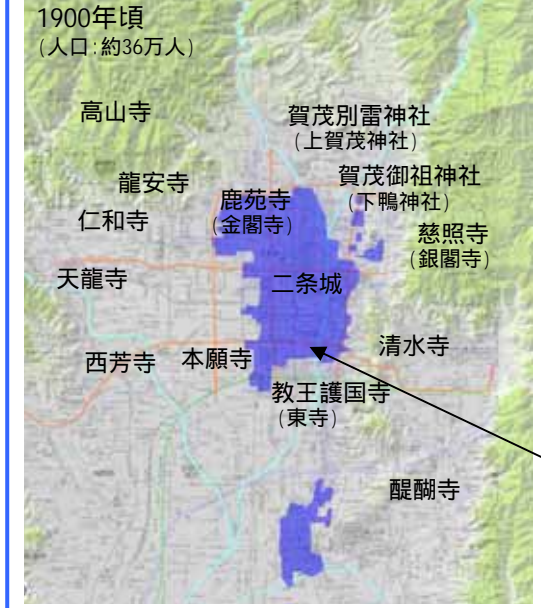 1900年頃
(人口:約36万人)
高山寺
賀茂別雷神社
(上賀茂神社)
龍安寺
賀茂御祖神社
(下鴨神社)
鹿苑寺
(金閣寺)
仁和寺
慈照寺
(銀閣寺)
天龍寺
二条城
清水寺
西芳寺
本願寺
教王護国寺
(東寺)
醍醐寺